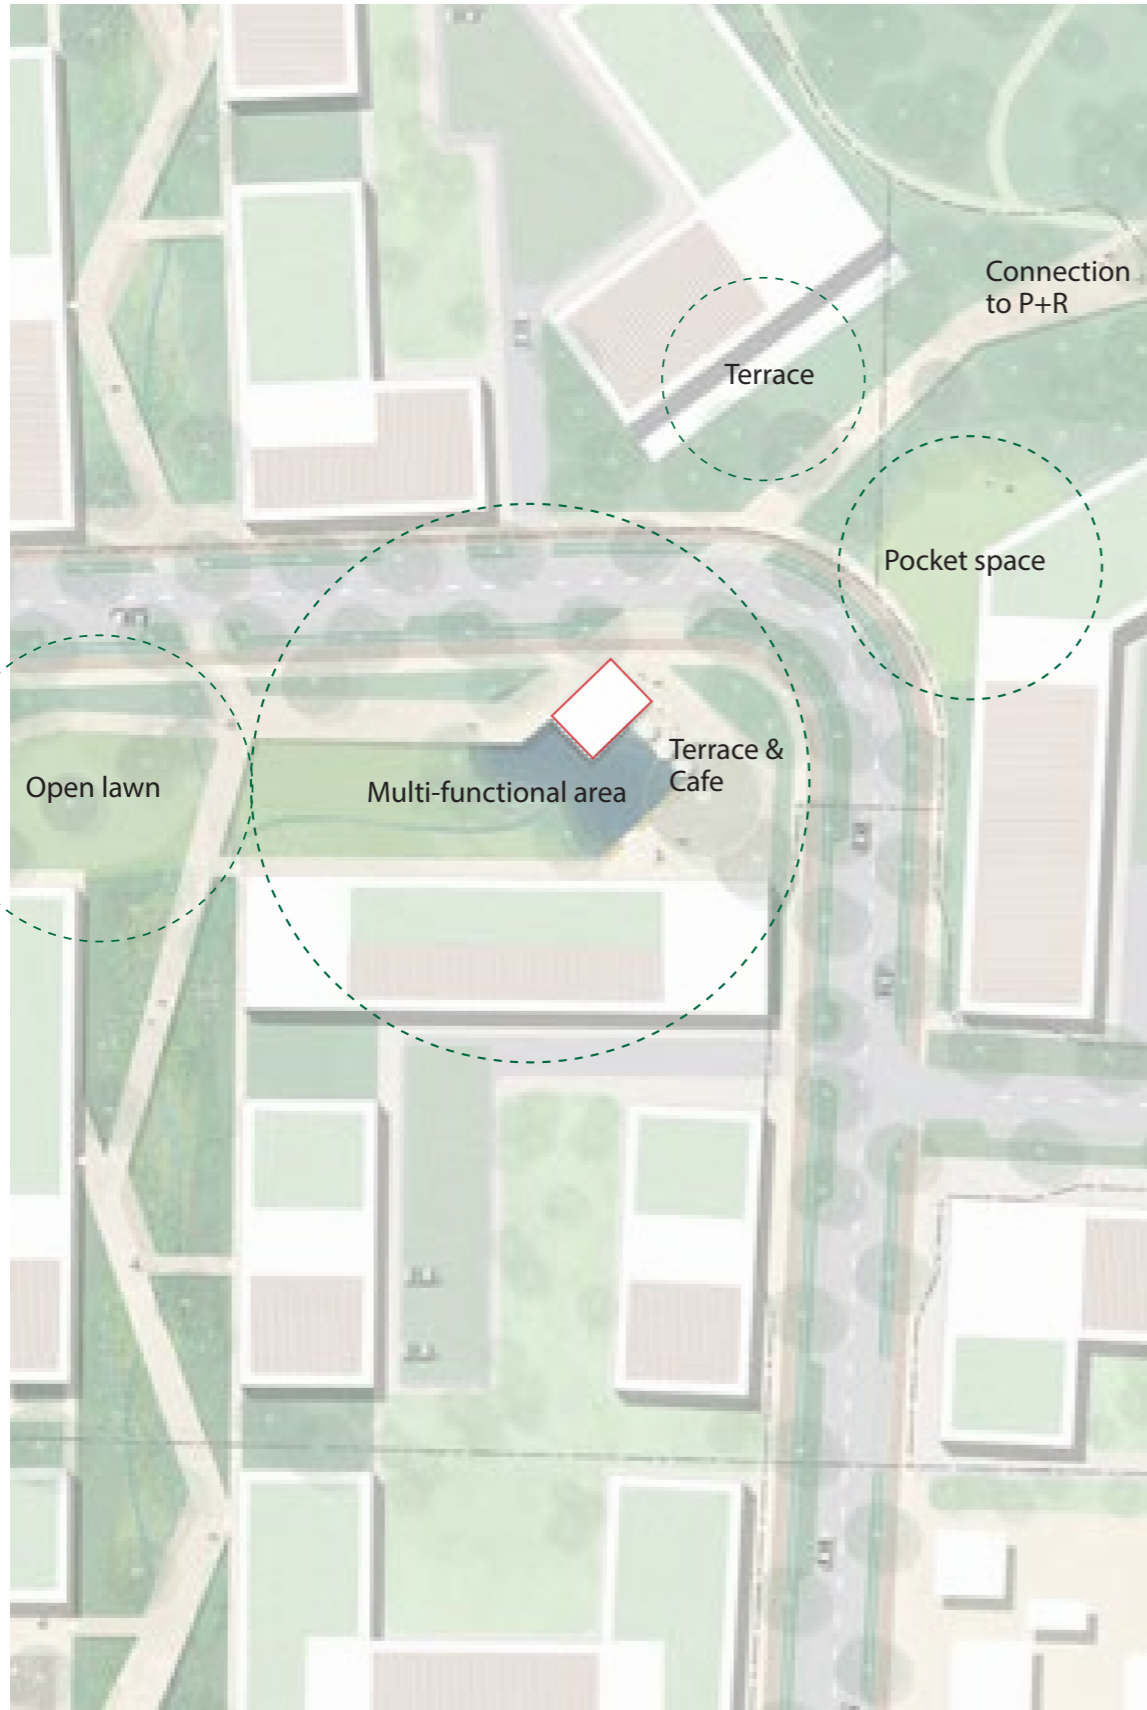 Connection
to P+R
Terrace
Pocket space
Terrace &
Cafe
Open lawn
Multi-functional area